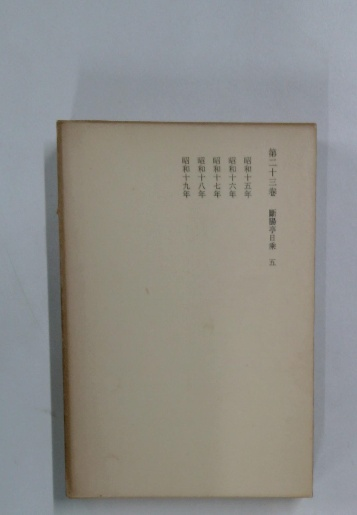 第二十三卷 斷腸亭日乘 五
昭和十五年
昭和十六年
昭和十七年
昭和十八年
昭和十九年